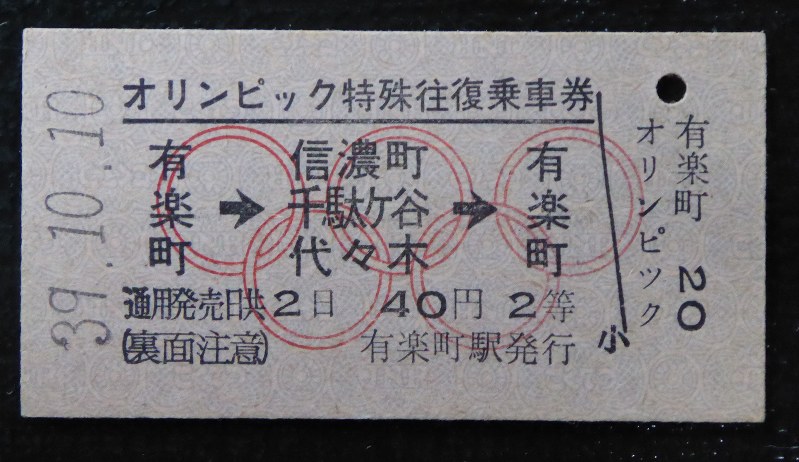 39.10.10
オリンピック特殊往復乗車券
有楽町 → 信濃町 千駄ケ谷 代々木 → 有楽町
通用発売日共2日 40円 2等
(裏面注意) 有楽町駅発行
小
有楽町 20
オリンピック